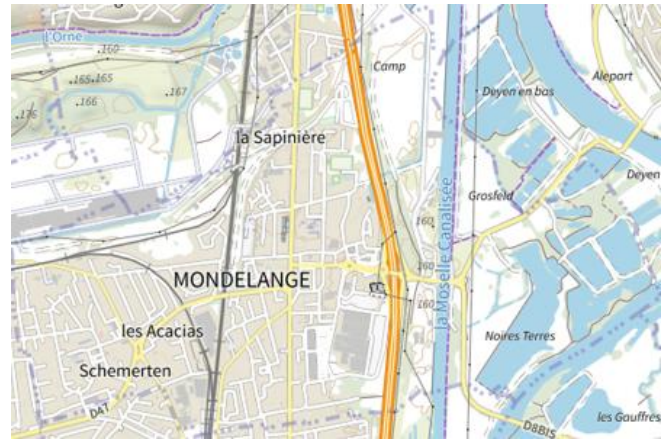 l'Orne
160
165
165
166
167
176
Camp
Deyen en bas
Alepart
la Sapinière
Deyen
Grosfeld
160
la Moselle Canalisée
MONDELANGE
160
160
les Acacias
Noires Terres
Schemerten
D47
D8BIS
les Gauffres